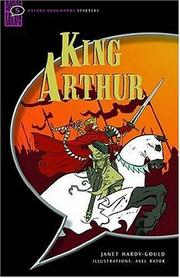 OXFORD BOOKWORMS STARTERS
KING
ARTHUR
JANET HARDY-GOULD
ILLUSTRATIONS: AXEL RATOR